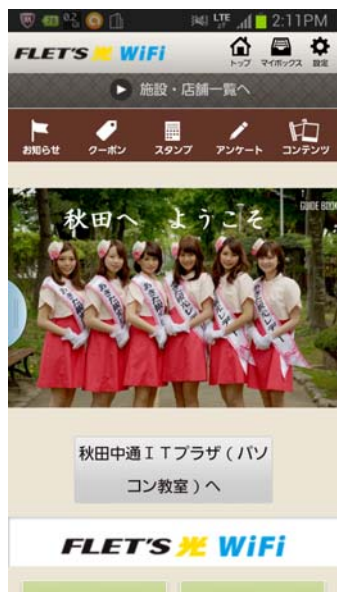 LTE 2:11PM
FLET'S 光 WiFi
トップ マイボックス 設定
施設・店舗一覧へ
お知らせ クーポン スタンプ アンケート コンテンツ
GUIDE BOOK
秋田へ ようこそ
秋田中通ITプラザ(パソ
コン教室)へ
FLET'S 光 WiFi